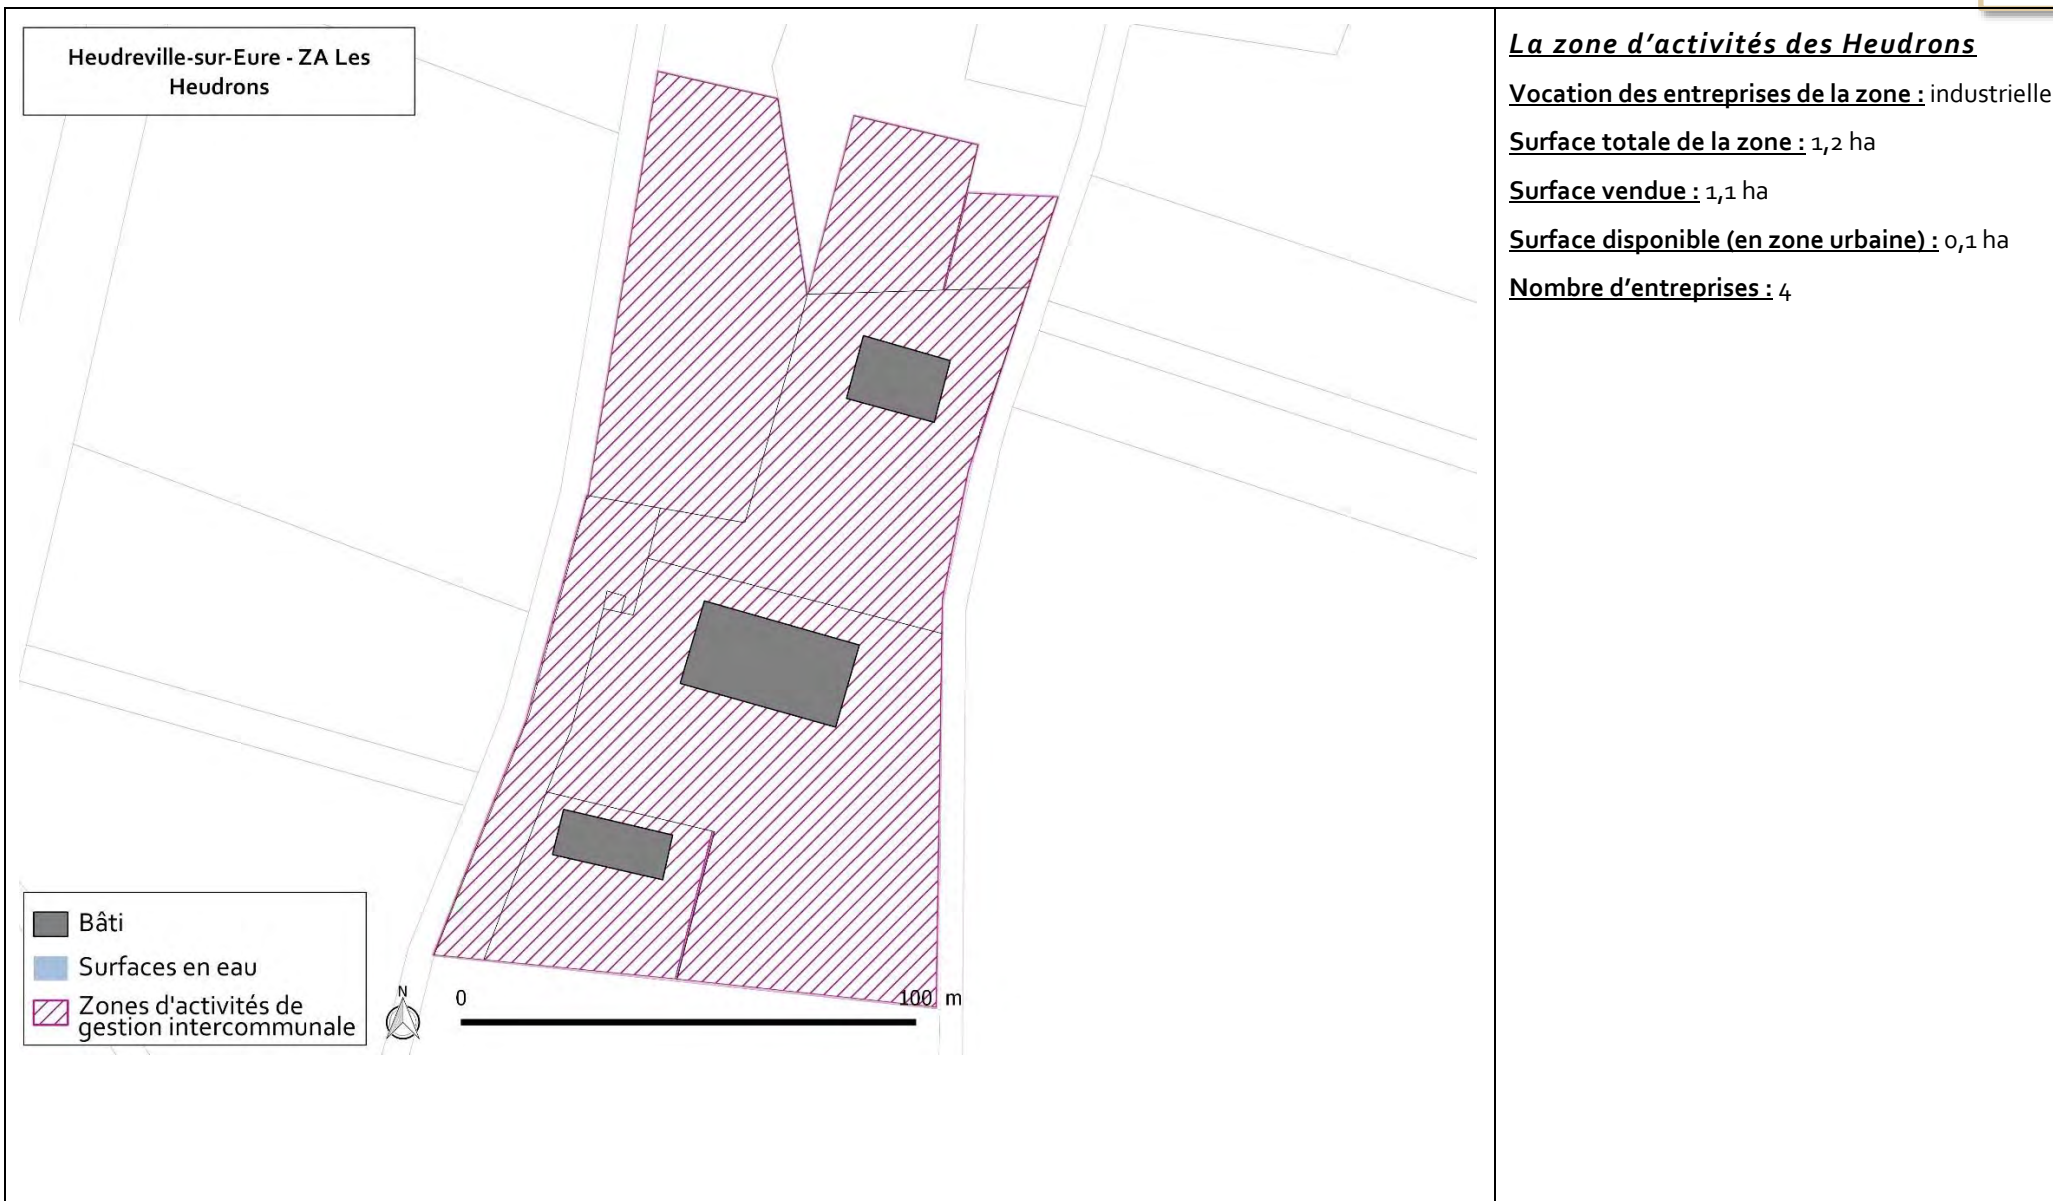 Heudreville-sur-Eure - ZA Les
Heudrons
Bâti
Surfaces en eau
Zones d'activités de
gestion intercommunale
N
0
100 m
La zone d’activités des Heudrons
Vocation des entreprises de la zone : industrielle
Surface totale de la zone : 1,2 ha
Surface vendue : 1,1 ha
Surface disponible (en zone urbaine) : 0,1 ha
Nombre d’entreprises : 4